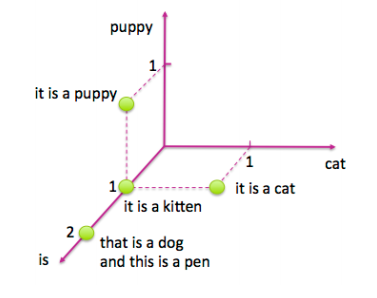 puppy
1
it is a puppy
1
cat
1
it is a cat
it is a kitten
2
that is a dog
and this is a pen
is